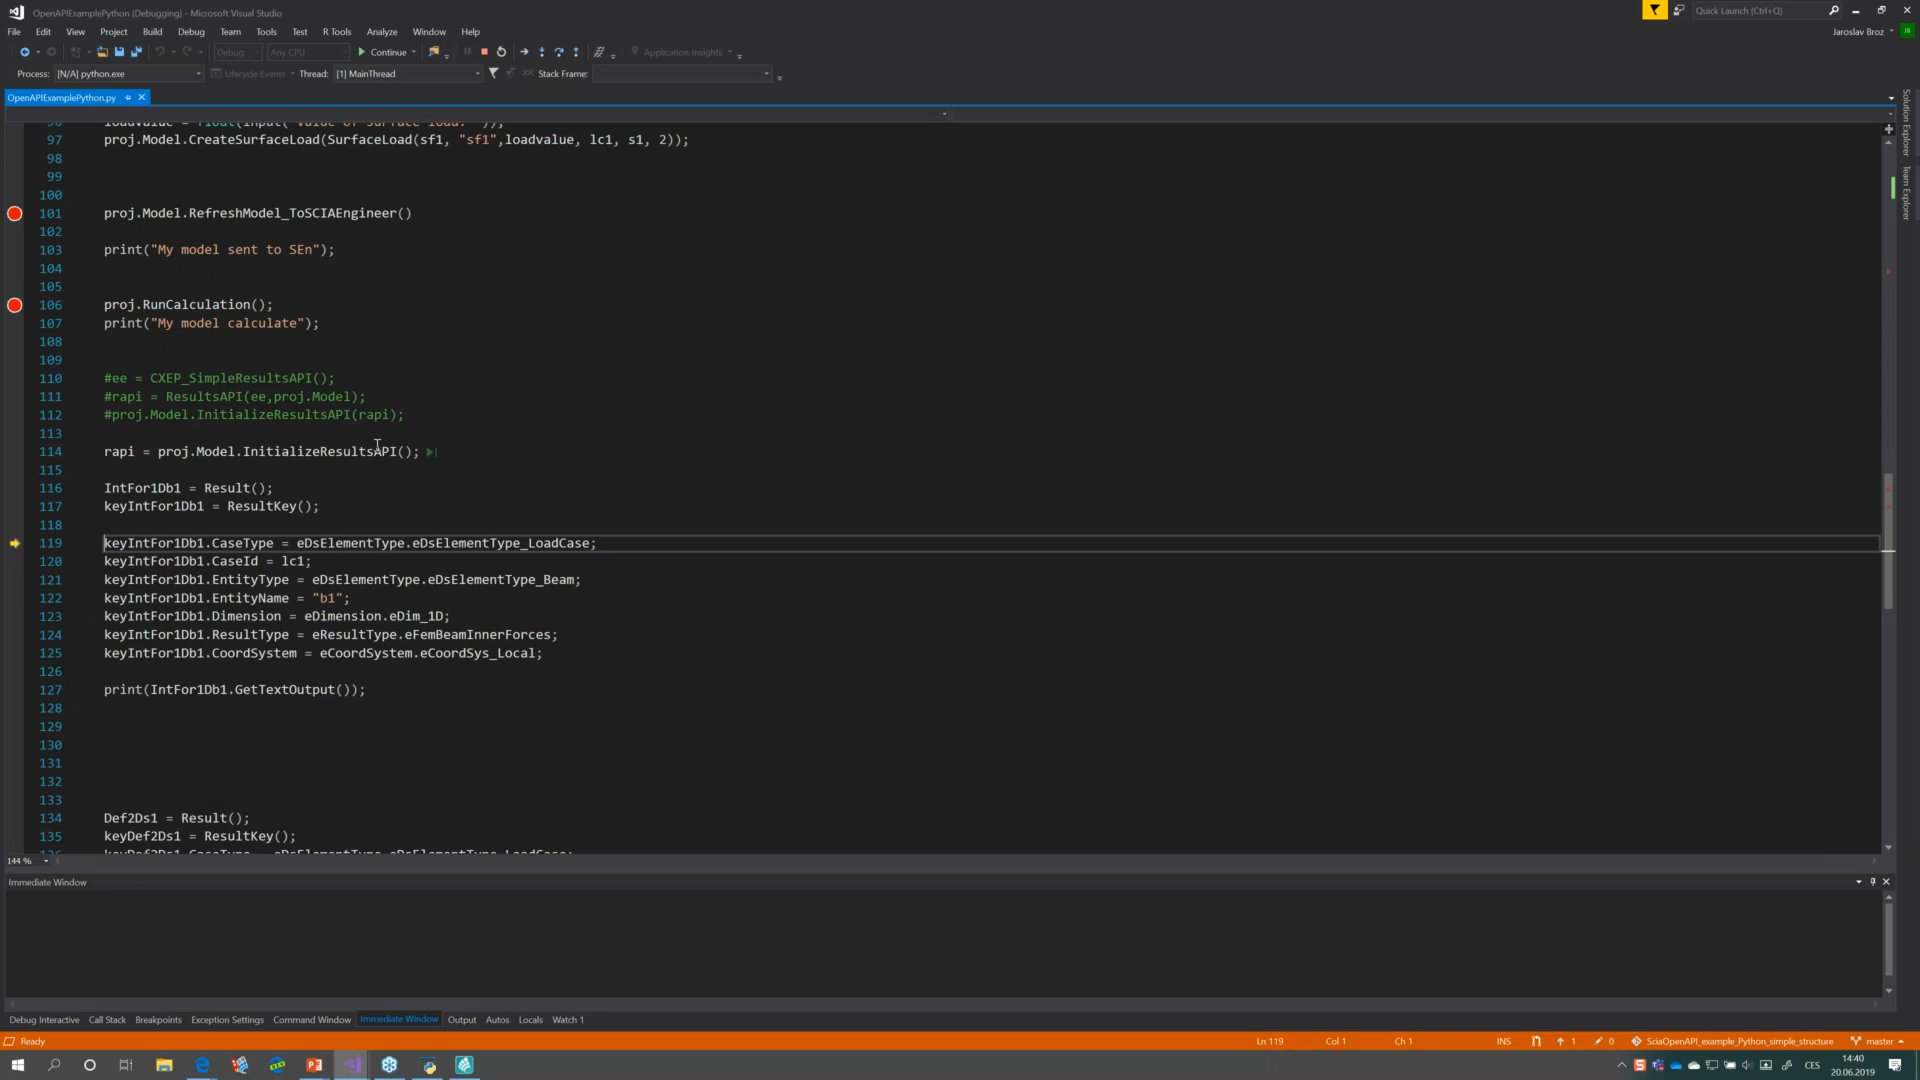 OpenAPIExamplePython (Debugging) - Microsoft Visual Studio
Quick Launch (Ctrl+Q)
File Edit View Project Build Debug Team Tools R Tools Test Analyze Window Help
Jaroslav Broz JB
Debug Any CPU Continue Application Insights
Process: [N/A] python.exe Lifecycle Events Thread: [1] MainThread Stack Frame:
OpenAPIExamplePython.py
Solution Explorer
Team Explorer
96 loadvalue = float(input( "value of surface load: " ));
97 proj.Model.CreateSurfaceLoad(SurfaceLoad(sf1, "sf1",loadvalue, lc1, s1, 2));
98
99
100
101 proj.Model.RefreshModel_ToSCIAEngineer()
102
103 print("My model sent to SEn");
104
105
106 proj.RunCalculation();
107 print("My model calculate");
108
109
110 #ee = CXEP_SimpleResultsAPI();
111 #rapi = ResultsAPI(ee,proj.Model);
112 #proj.Model.InitializeResultsAPI(rapi);
113
114 rapi = proj.Model.InitializeResultsAPI();
115
116 IntFor1Db1 = Result();
117 keyIntFor1Db1 = ResultKey();
118
119 keyIntFor1Db1.CaseType = eDsElementType.eDsElementType_LoadCase;
120 keyIntFor1Db1.CaseId = lc1;
121 keyIntFor1Db1.EntityType = eDsElementType.eDsElementType_Beam;
122 keyIntFor1Db1.EntityName = "b1";
123 keyIntFor1Db1.Dimension = eDimension.eDim_1D;
124 keyIntFor1Db1.ResultType = eResultType.eFemBeamInnerForces;
125 keyIntFor1Db1.CoordSystem = eCoordSystem.eCoordSys_Local;
126
127 print(IntFor1Db1.GetTextOutput());
128
129
130
131
132
133
134 Def2Ds1 = Result();
135 keyDef2Ds1 = ResultKey();
136 keyDef2Ds1.CaseType = eDsElementType.eDsElementType_LoadCase;
144 %
Immediate Window
Debug Interactive Call Stack Breakpoints Exception Settings Command Window Immediate Window Output Autos Locals Watch 1
Ready Ln 119 Col 1 Ch 1 INS 1 0 SciaOpenAPI_example_Python_simple_structure master
CES
14:40
20.06.2019